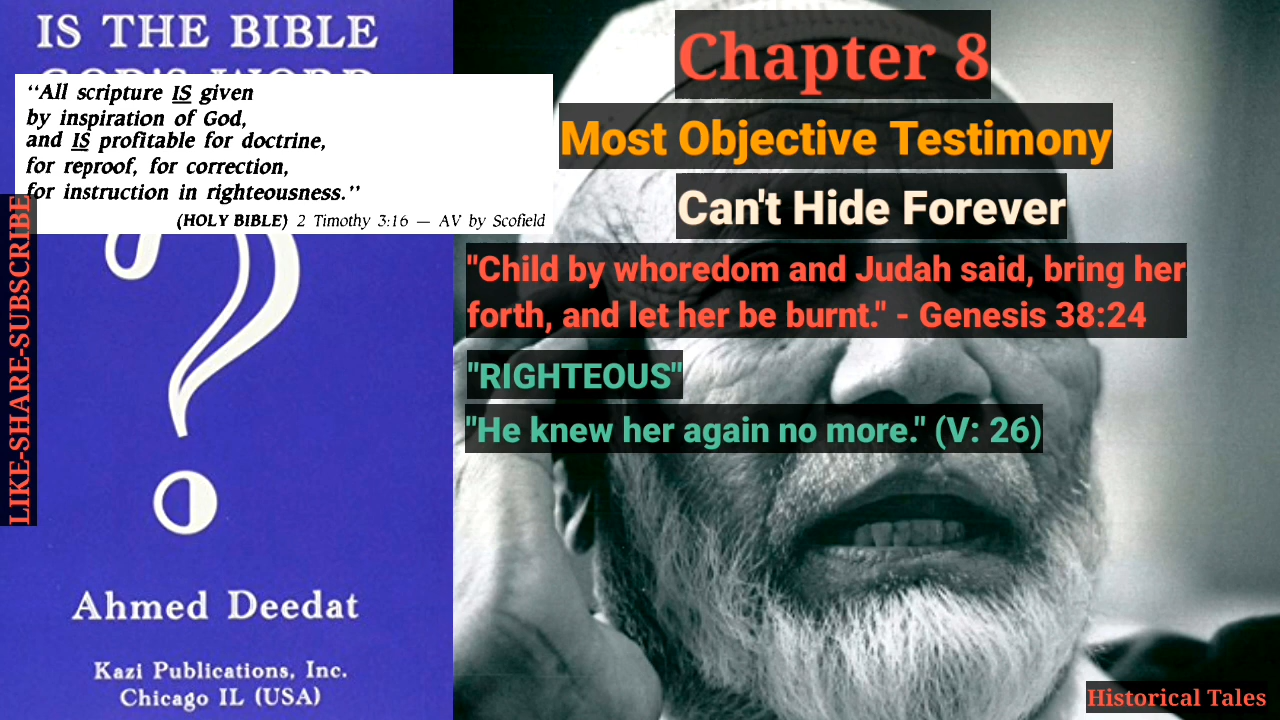 IS THE BIBLE
GOD'S WORD
“All scripture IS given
by inspiration of God,
and IS profitable for doctrine,
for reproof, for correction,
for instruction in righteousness.”
(HOLY BIBLE) 2 Timothy 3:16 — AV by Scofield
?
Ahmed Deedat
Kazi Publications, Inc.
Chicago IL (USA)
LIKE-SHARE-SUBSCRIBE
Chapter 8
Most Objective Testimony
Can't Hide Forever
"Child by whoredom and Judah said, bring her
forth, and let her be burnt." - Genesis 38:24
"RIGHTEOUS"
"He knew her again no more." (V: 26)
Historical Tales